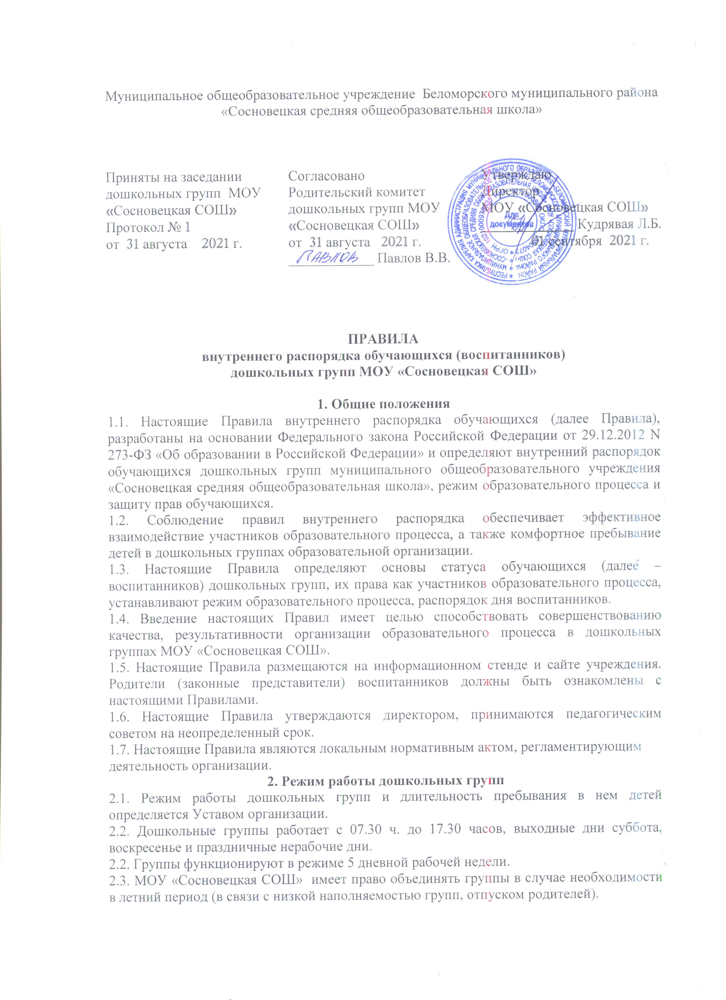 Муниципальное общеобразовательное учреждение  Беломорского муниципального района
«Сосновецкая средняя общеобразовательная школа»
Приняты на заседании
дошкольных групп  МОУ
«Сосновецкая СОШ»
Протокол № 1
от  31 августа    2021 г.
Согласовано
Родительский комитет
дошкольных групп МОУ
«Сосновецкая СОШ»
от  31 августа   2021 г.
Павлов Павлов В.В.
Утверждаю
Директор
МОУ «Сосновецкая СОШ»
Кудрявая Л.Б.
01 сентября  2021 г.
Для
документов
ПРАВИЛА
внутреннего распорядка обучающихся (воспитанников)
дошкольных групп МОУ «Сосновецкая СОШ»
1. Общие положения
1.1. Настоящие Правила внутреннего распорядка обучающихся (далее Правила),
разработаны на основании Федерального закона Российской Федерации от 29.12.2012 N
273-ФЗ «Об образовании в Российской Федерации» и определяют внутренний распорядок
обучающихся дошкольных групп муниципального общеобразовательного учреждения
«Сосновецкая средняя общеобразовательная школа», режим образовательного процесса и
защиту прав обучающихся.
1.2. Соблюдение правил внутреннего распорядка обеспечивает эффективное
взаимодействие участников образовательного процесса, а также комфортное пребывание
детей в дошкольных группах образовательной организации.
1.3. Настоящие Правила определяют основы статуса обучающихся (далее –
воспитанников) дошкольных групп, их права как участников образовательного процесса,
устанавливают режим образовательного процесса, распорядок дня воспитанников.
1.4. Введение настоящих Правил имеет целью способствовать совершенствованию
качества, результативности организации образовательного процесса в дошкольных
группах МОУ «Сосновецкая СОШ».
1.5. Настоящие Правила размещаются на информационном стенде и сайте учреждения.
Родители (законные представители) воспитанников должны быть ознакомлены с
настоящими Правилами.
1.6. Настоящие Правила утверждаются директором, принимаются педагогическим
советом на неопределенный срок.
1.7. Настоящие Правила являются локальным нормативным актом, регламентирующим
деятельность организации.
2. Режим работы дошкольных групп
2.1. Режим работы дошкольных групп и длительность пребывания в нем детей
определяется Уставом организации.
2.2. Дошкольные группы работает с 07.30 ч. до 17.30 часов, выходные дни суббота,
воскресенье и праздничные нерабочие дни.
2.2. Группы функционируют в режиме 5 дневной рабочей недели.
2.3. МОУ «Сосновецкая СОШ»  имеет право объединять группы в случае необходимости
в летний период (в связи с низкой наполняемостью групп, отпуском родителей).